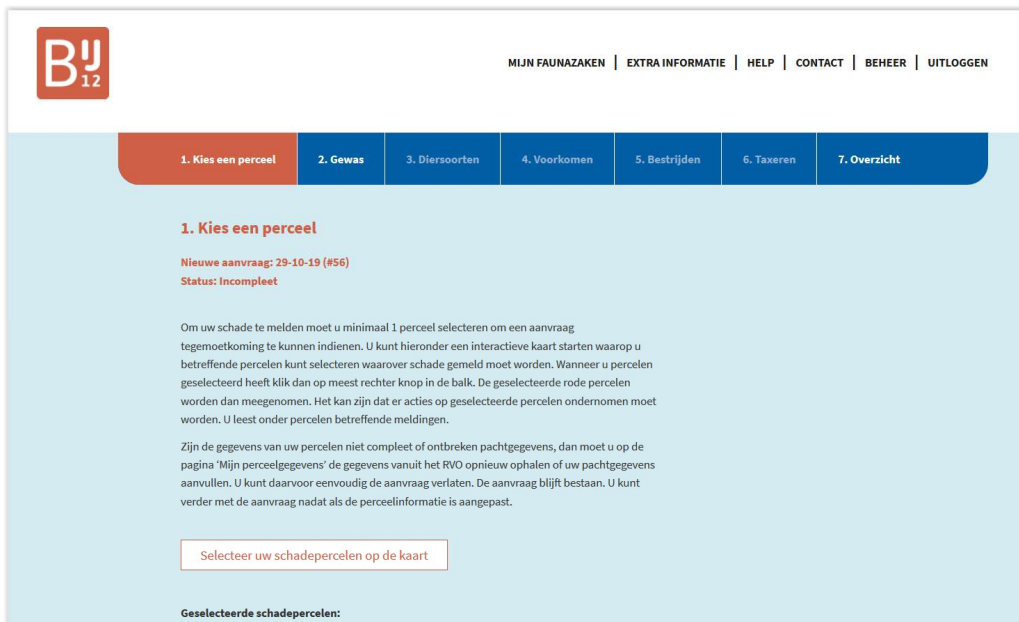 BIJ
12
MIJN FAUNAZAKEN | EXTRA INFORMATIE | HELP | CONTACT | BEHEER | UITLOGGEN
1. Kies een perceel 2. Gewas 3. Diersoorten 4. Voorkomen 5. Bestrijden 6. Taxeren 7. Overzicht
1. Kies een perceel
Nieuwe aanvraag: 29-10-19 (#56)
Status: Incompleet
Om uw schade te melden moet u minimaal 1 perceel selecteren om een aanvraag
tegemoetkoming te kunnen indienen. U kunt hieronder een interactieve kaart starten waarop u
betreffende percelen kunt selecteren waarover schade gemeld moet worden. Wanneer u percelen
geselecteerd heeft klik dan op meest rechter knop in de balk. De geselecteerde rode percelen
worden dan meegenomen. Het kan zijn dat er acties op geselecteerde percelen ondernomen moet
worden. U leest onder percelen betreffende meldingen.
Zijn de gegevens van uw percelen niet compleet of ontbreken pachtgegevens, dan moet u op de
pagina 'Mijn perceelgegevens' de gegevens vanuit het RVO opnieuw ophalen of uw pachtgegevens
aanvullen. U kunt daarvoor eenvoudig de aanvraag verlaten. De aanvraag blijft bestaan. U kunt
verder met de aanvraag nadat als de perceelinformatie is aangepast.
Selecteer uw schadepercelen op de kaart
Geselecteerde schadepercelen: